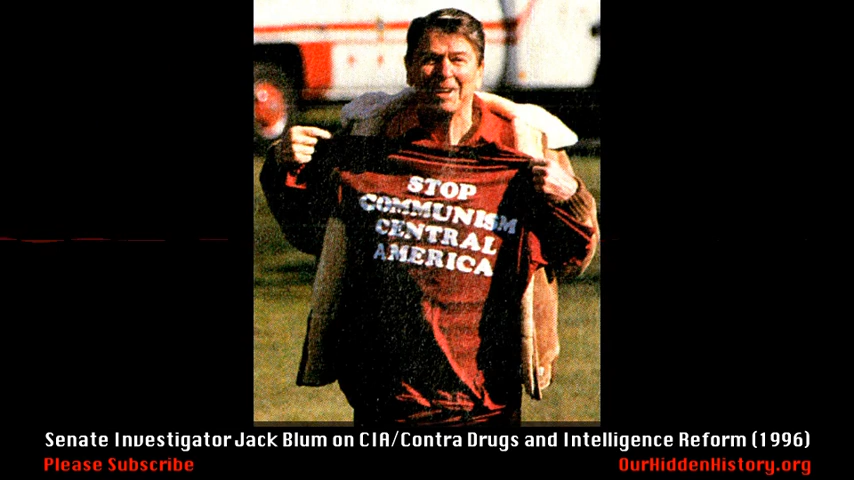 STOP
COMMUNISM
CENTRAL
AMERICA
Senate Investigator Jack Blum on CIA/Contra Drugs and Intelligence Reform (1996)
Please Subscribe
OurHiddenHistory.org